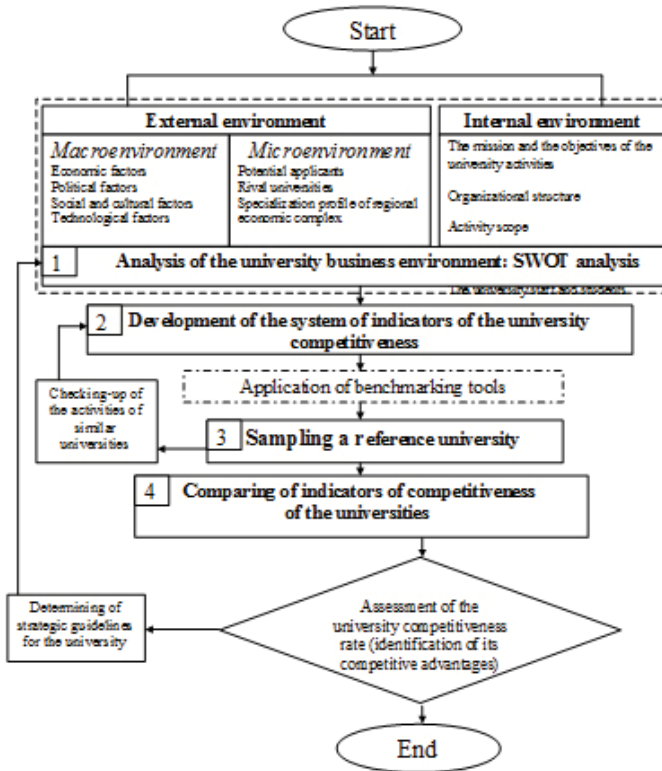 Start
External environment
Macroenvironment
Economic factors
Political factors
Social and cultural factors
Technological factors
Microenvironment
Potential applicants
Rival universities
Specialization profile of regional
economic complex
Internal environment
The mission and the objectives of the
university activities
Organizational structure
Activity scope
1
Analysis of the university business environment: SWOT analysis
The university staff and students
2
Development of the system of indicators of the university
competitiveness
Application of benchmarking tools
Checking-up of
the activities of
similar
universities
3
Sampling a reference university
4
Comparing of indicators of competitiveness
of the universities
Assessment of the
university competitiveness
rate (identification of its
competitive advantages)
Determining of
strategic guidelines
for the university
End